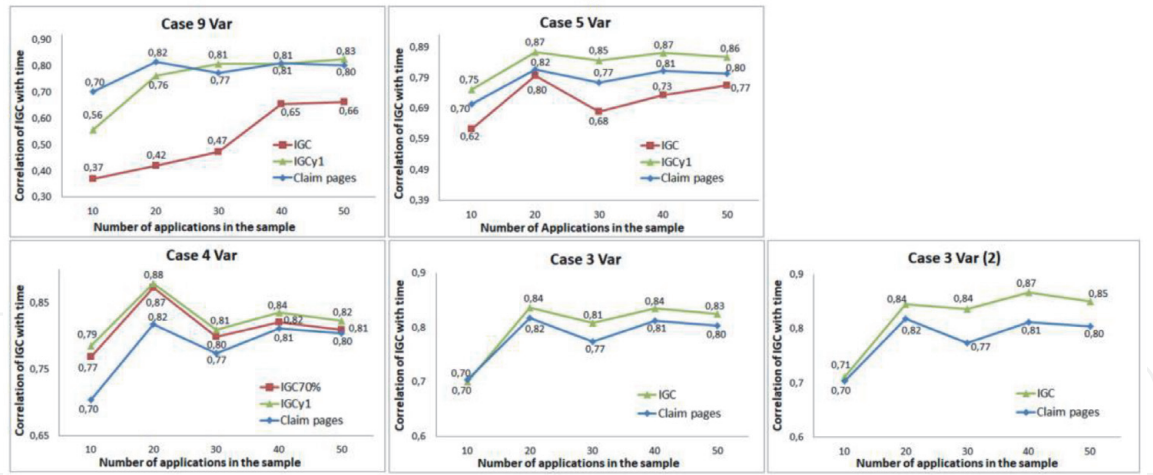 Case 9 Var
Correlation of IGC with time
0,90
0,80
0,70
0,60
0,50
0,40
0,30
0,70
0,82
0,77
0,81
0,80
0,56
0,76
0,81
0,81
0,83
0,37
0,42
0,47
0,65
0,66
IGC
IGCy1
Claim pages
10 20 30 40 50
Number of applications in the sample
Case 5 Var
Correlation of IGC with time
0,89
0,79
0,69
0,59
0,49
0,39
0,75
0,87
0,85
0,87
0,86
0,70
0,82
0,77
0,81
0,80
0,62
0,80
0,68
0,73
0,77
IGC
IGCy1
Claim pages
10 20 30 40 50
Number of Applications in the sample
Case 4 Var
Correlation of IGC with time
0,85
0,75
0,65
0,79
0,88
0,81
0,84
0,82
0,77
0,87
0,80
0,82
0,81
0,70
0,82
0,77
0,81
0,80
IGC70%
IGCy1
Claim pages
10 20 30 40 50
Number of applications in the sample
Case 3 Var
Correlation of IGC with time
0,9
0,8
0,7
0,6
0,70
0,84
0,81
0,84
0,83
0,70
0,82
0,77
0,81
0,80
IGC
Claim pages
10 20 30 40 50
Number of applications in the sample
Case 3 Var (2)
Correlation of IGC with time
0,9
0,8
0,7
0,6
0,71
0,84
0,84
0,87
0,85
0,70
0,82
0,77
0,81
0,80
IGC
Claim pages
10 20 30 40 50
Number of applications in the sample